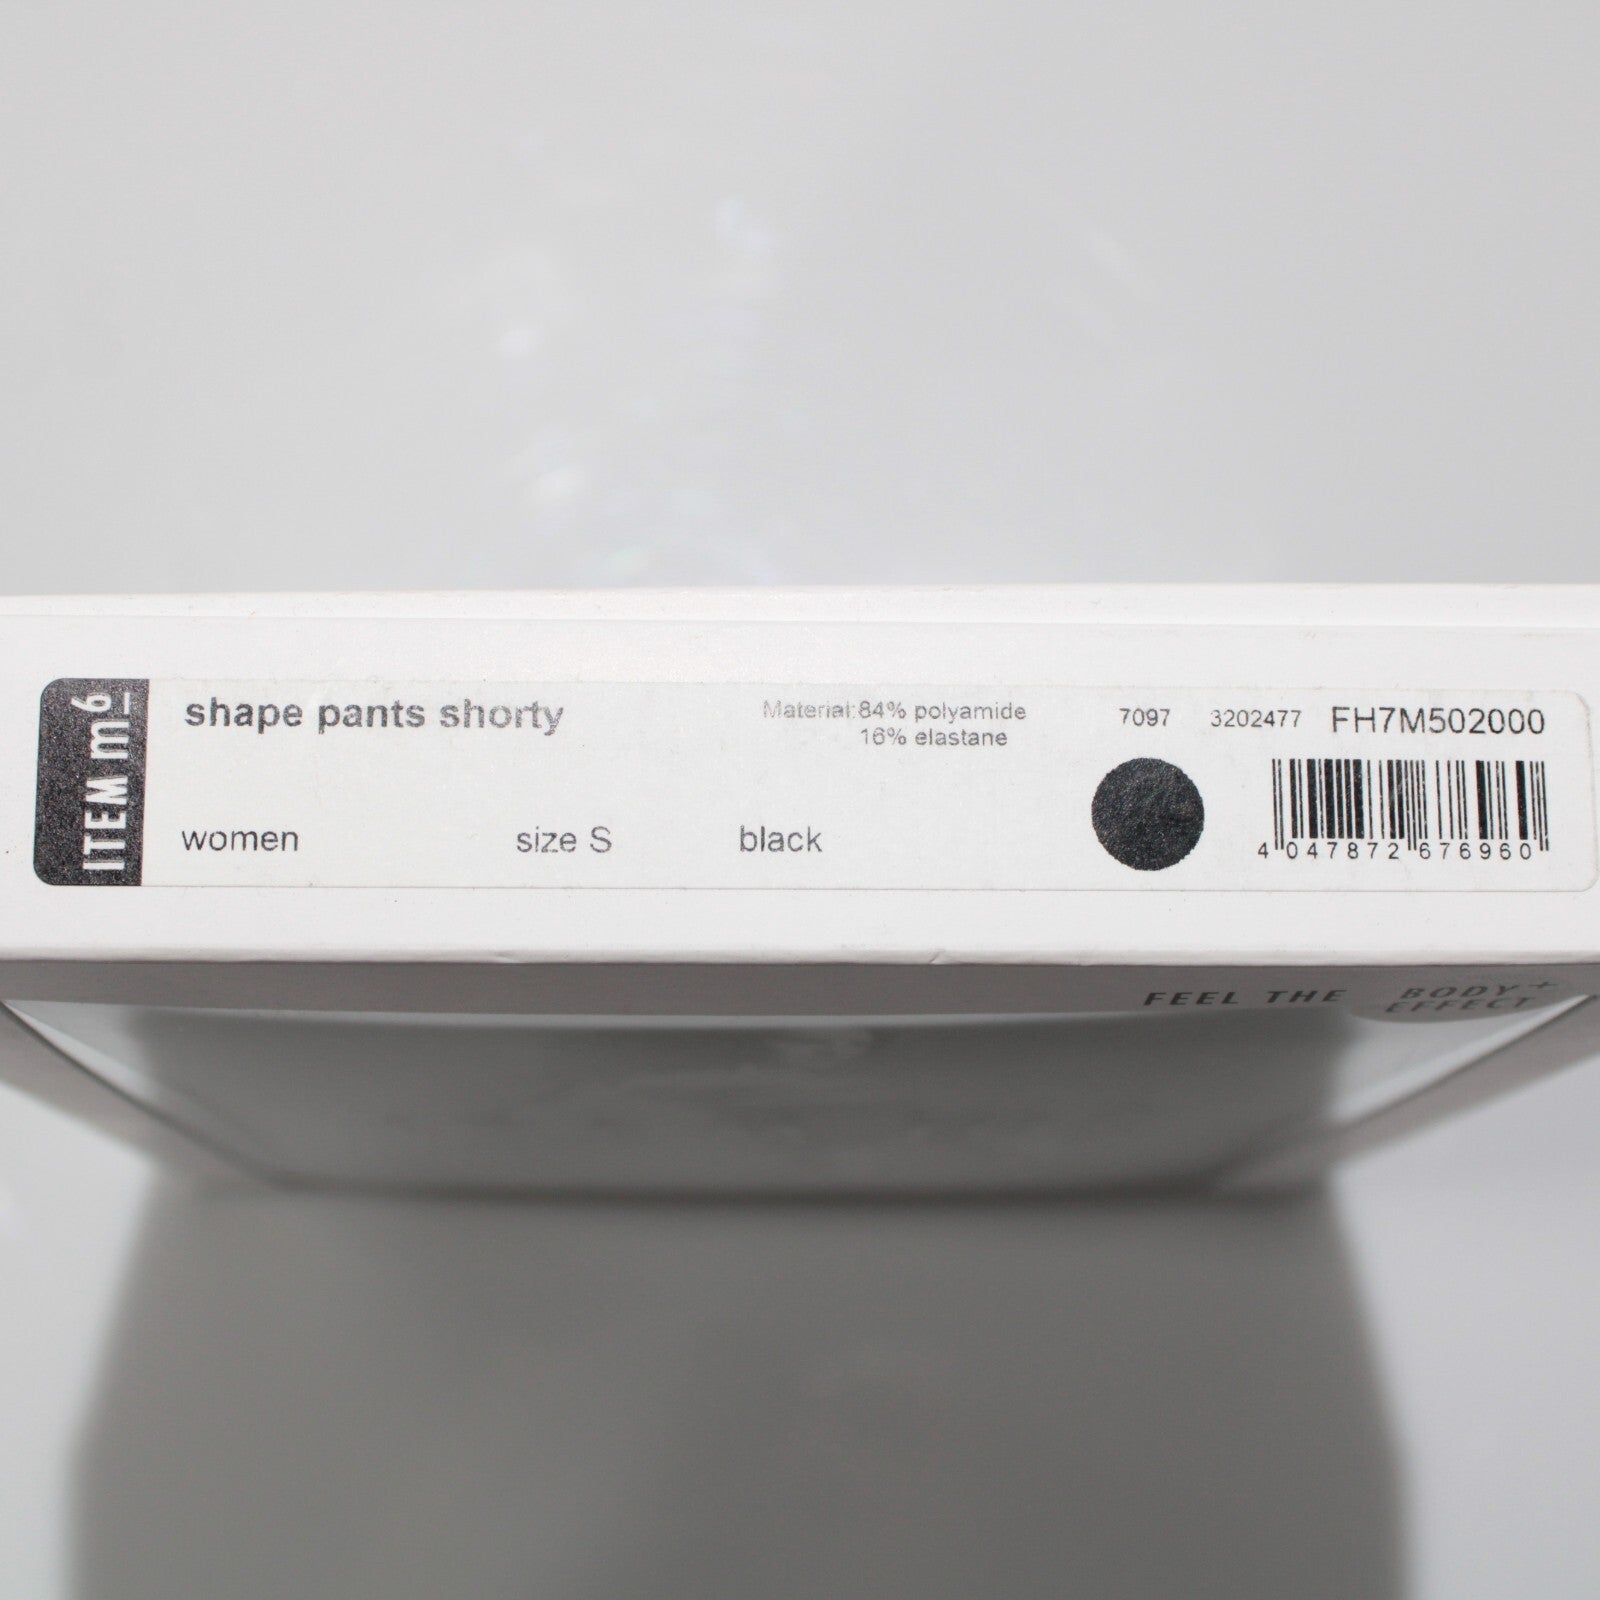 ITEM m6
shape pants shorty
Material:84% polyamide
16% elastane
7097 3202477 FH7M502000
women size S black
4 047872 676960
FEEL THE BODY+
EFFECT